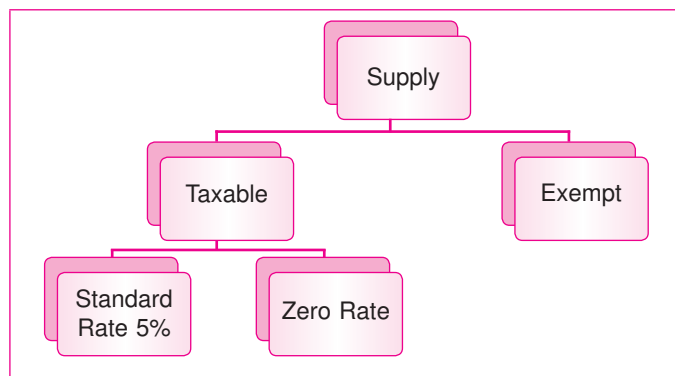 Supply
Taxable
Exempt
Standard
Rate 5%
Zero Rate